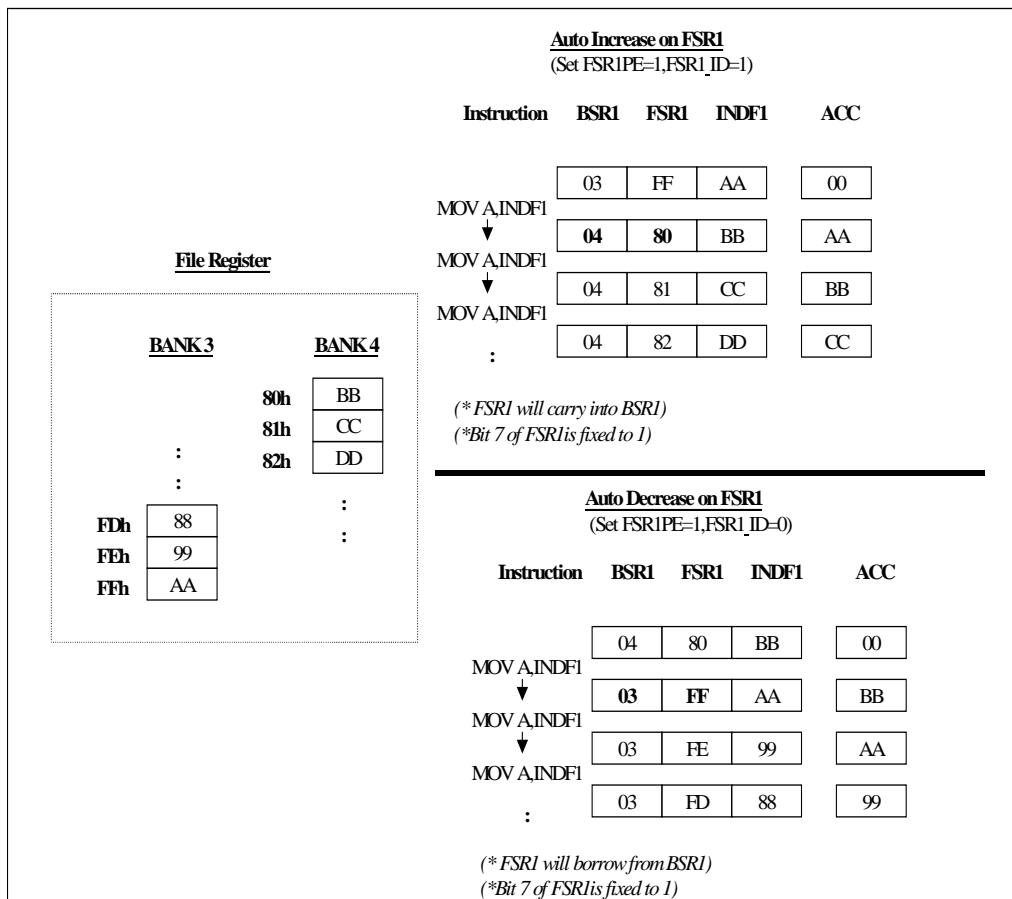 Auto Increase on FSR1
(Set FSR1PE=1,FSR1_ID=1)
Instruction BSR1 FSR1 INDF1 ACC
03 FF AA 00
MOV A,INDF1
04 80 BB AA
MOV A,INDF1
04 81 CC BB
MOV A,INDF1
04 82 DD CC
:
(* FSR1 will carry into BSR1)
(*Bit 7 of FSR1is fixed to 1)
File Register
BANK 3 BANK 4
80h BB
81h CC
82h DD
:
:
:
:
FDh 88
FEh 99
FFh AA
Auto Decrease on FSR1
(Set FSR1PE=1,FSR1_ID=0)
Instruction BSR1 FSR1 INDF1 ACC
04 80 BB 00
MOV A,INDF1
03 FF AA BB
MOV A,INDF1
03 FE 99 AA
MOV A,INDF1
03 FD 88 99
:
(* FSR1 will borrow from BSR1)
(*Bit 7 of FSR1is fixed to 1)